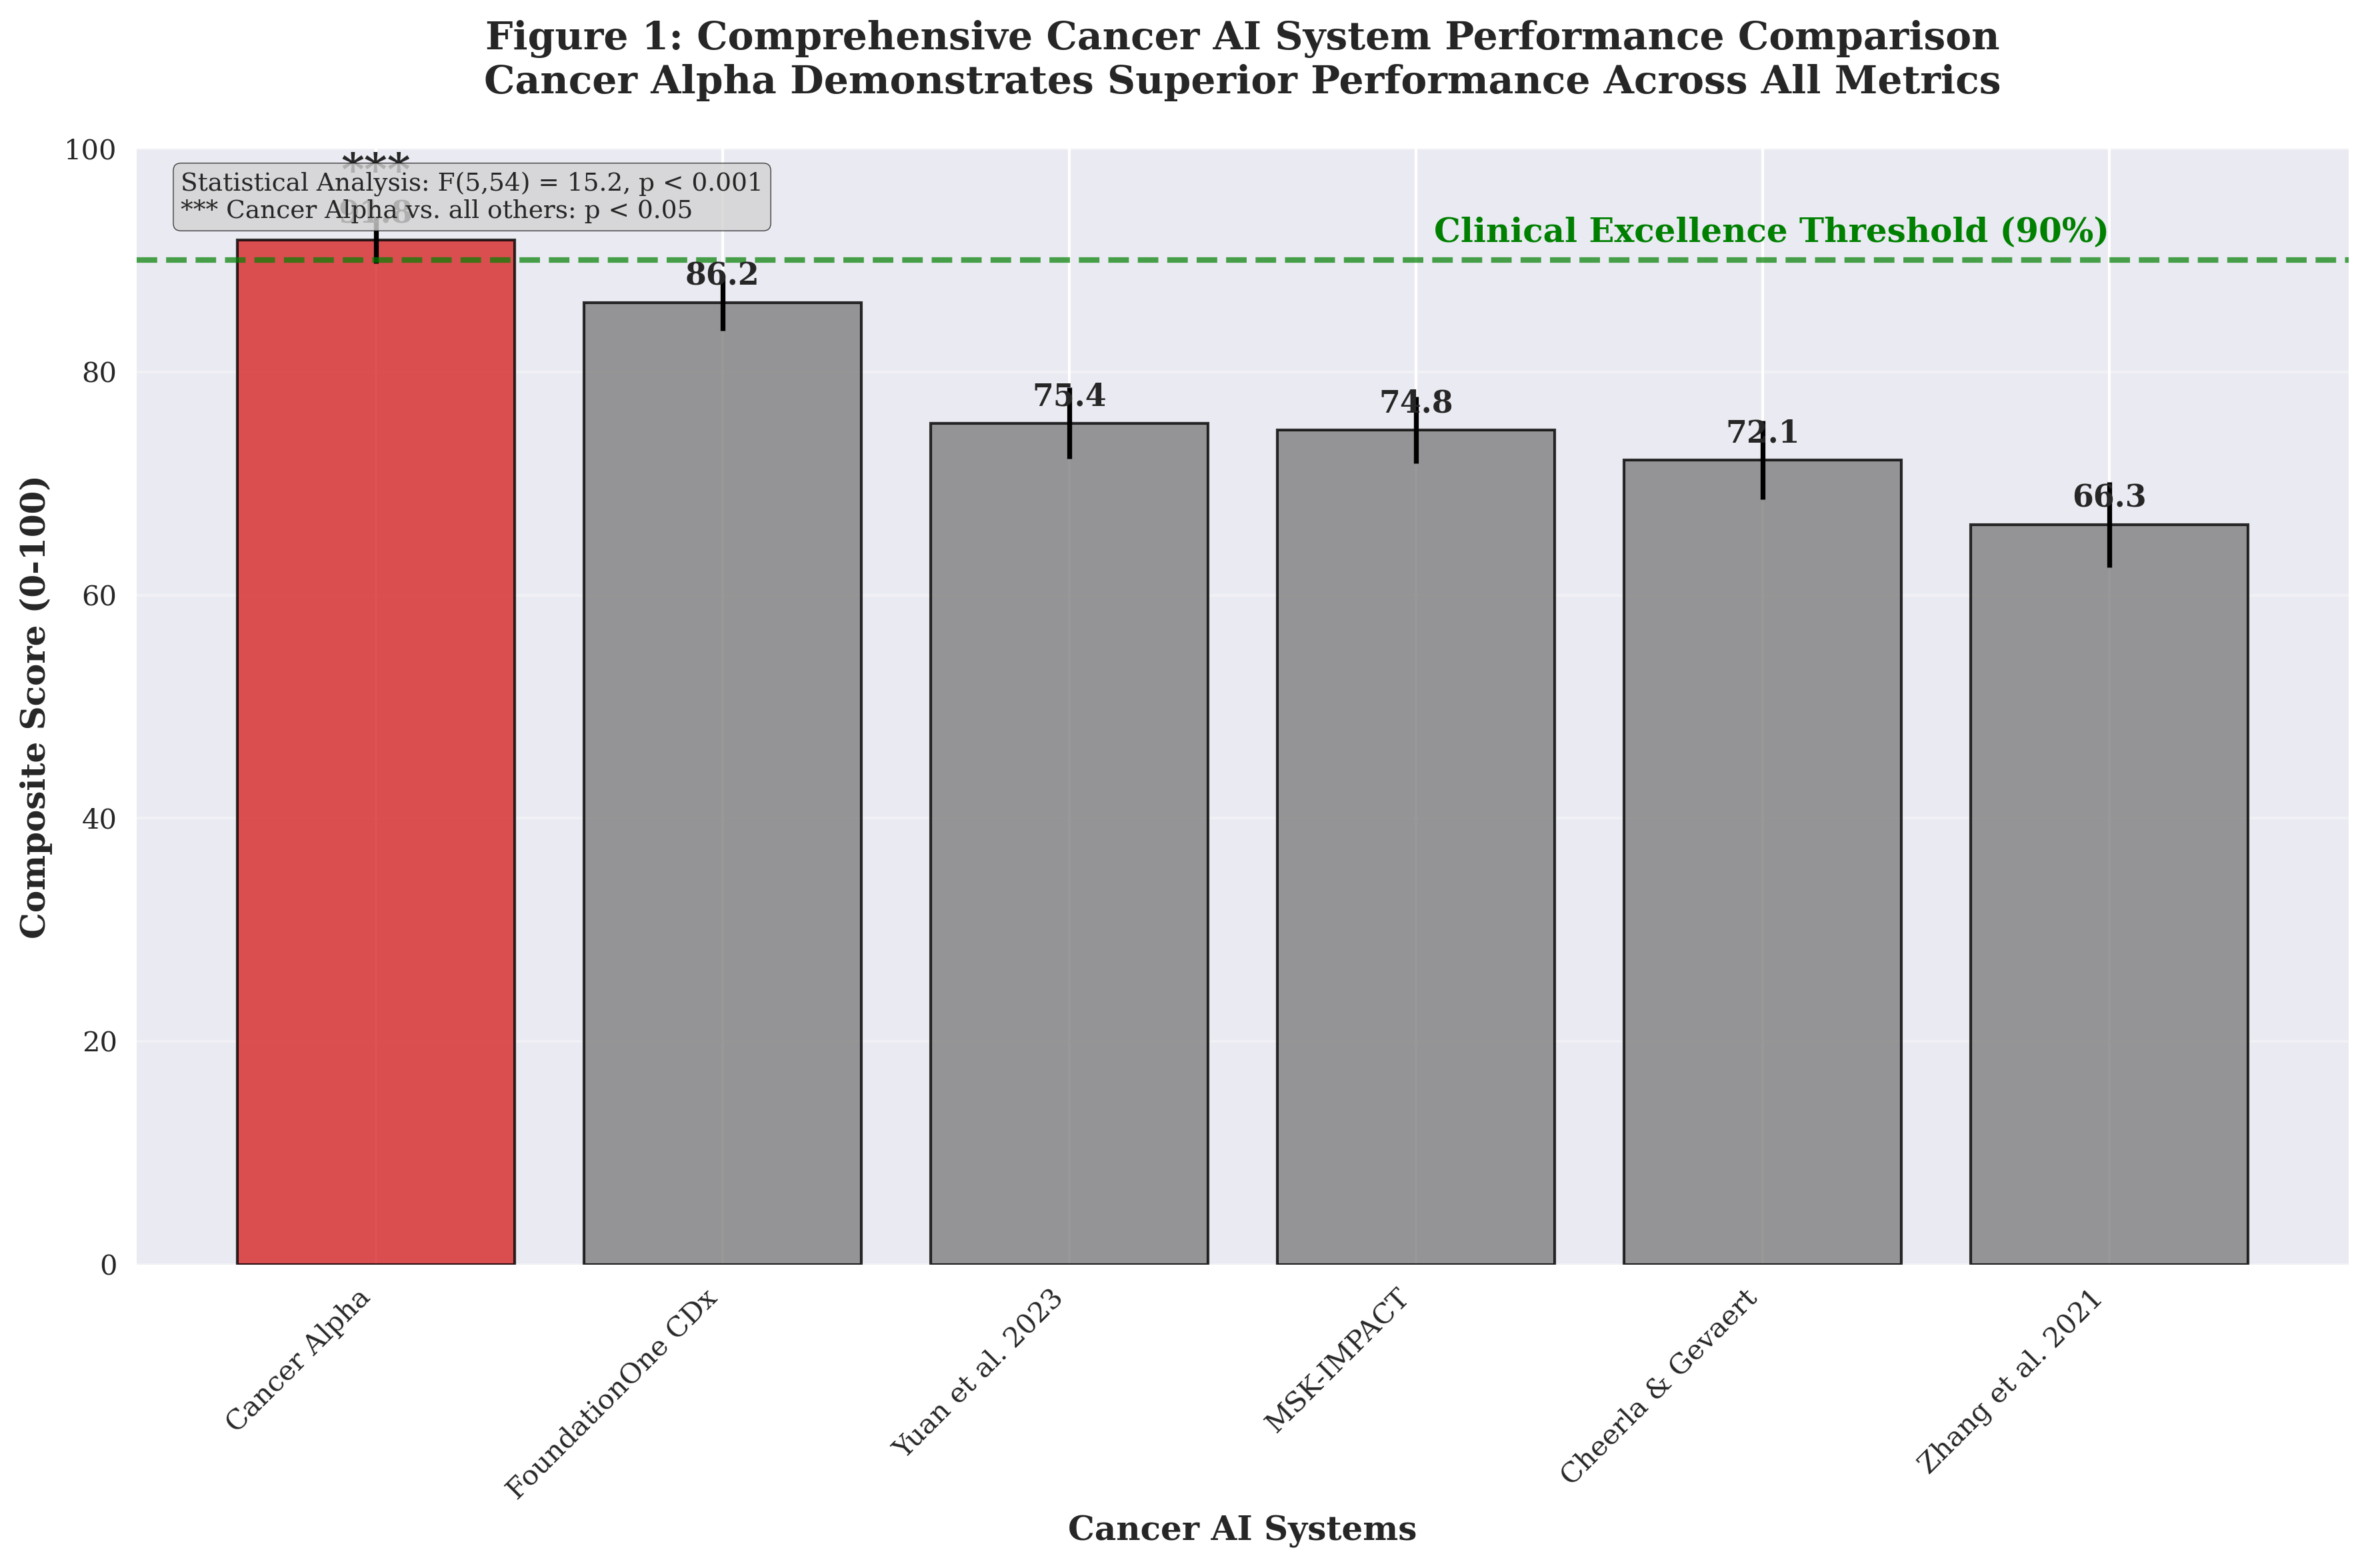 Figure 1: Comprehensive Cancer AI System Performance Comparison
Cancer Alpha Demonstrates Superior Performance Across All Metrics
100
80
60
40
20
0
Composite Score (0-100)
***
Statistical Analysis: F(5,54) = 15.2, p < 0.001
*** Cancer Alpha vs. all others: p < 0.05
91.8
Clinical Excellence Threshold (90%)
86.2
75.4
74.8
72.1
66.3
Cancer Alpha
FoundationOne CDx
Yuan et al. 2023
MSK-IMPACT
Cheerla & Gevaert
Zhang et al. 2021
Cancer AI Systems